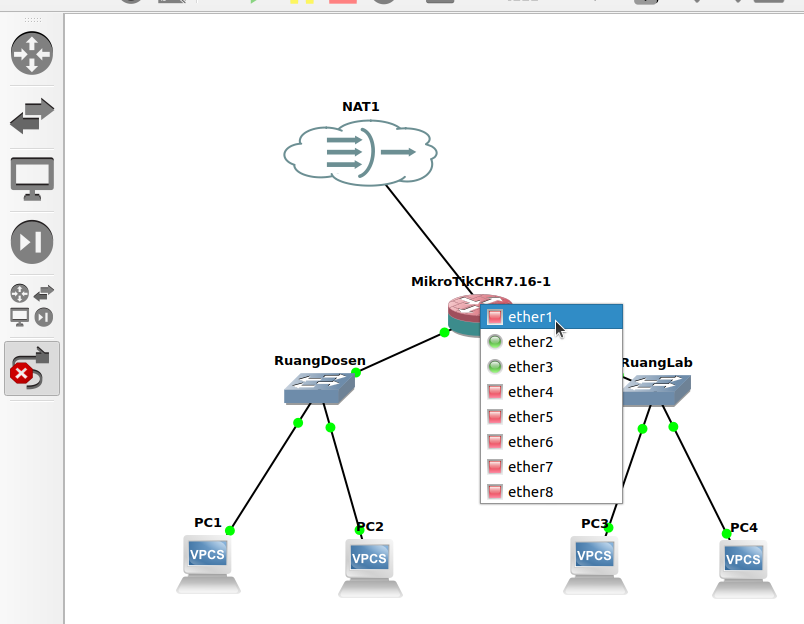 NAT1
MikroTikCHR7.16-1
ether1
ether2
ether3
ether4
ether5
ether6
ether7
ether8
RuangDosen
RuangLab
PC1
VPCS
PC2
VPCS
PC3
VPCS
PC4
VPCS